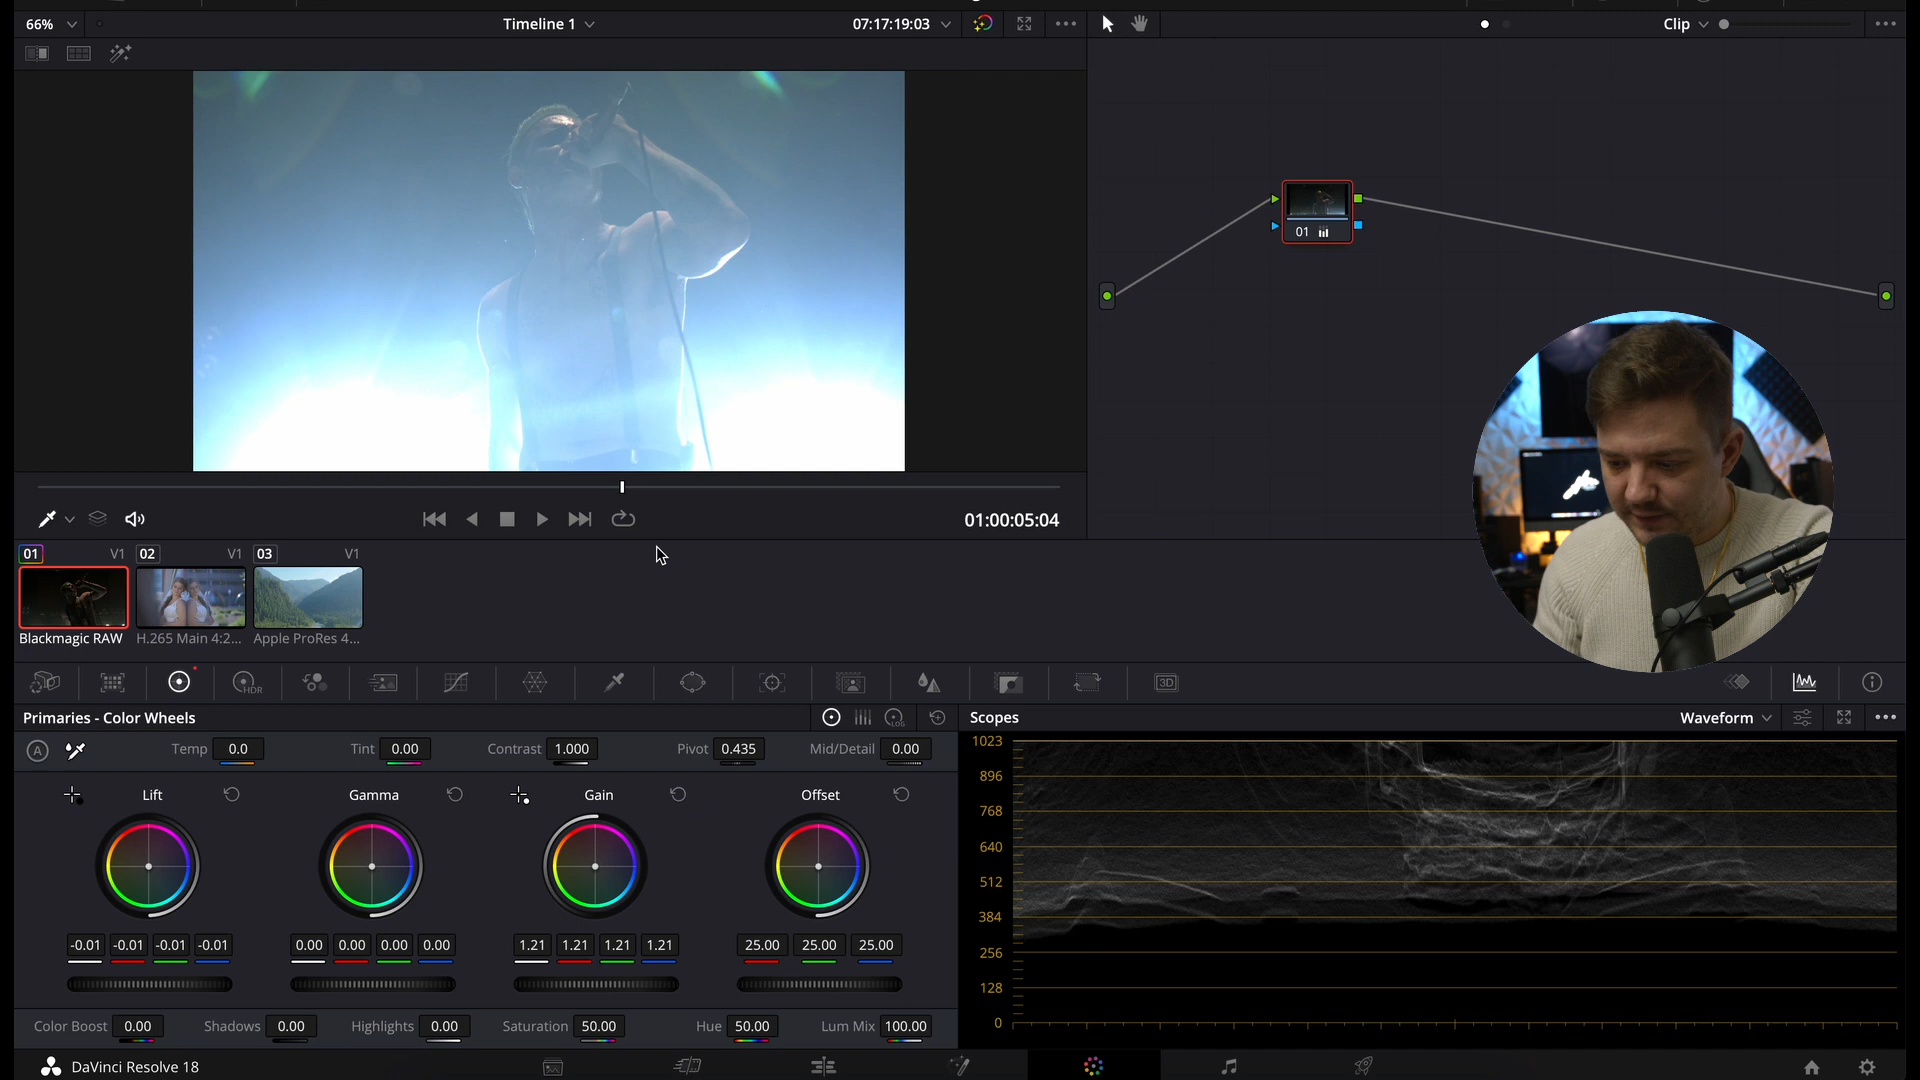 66%
Timeline 1
07:17:19:03
Clip
01
01:00:05:04
01 V1 02 V1 03 V1
Blackmagic RAW H.265 Main 4:2... Apple ProRes 4...
HDR
3D
Primaries - Color Wheels
LOG
Scopes
Waveform
A
Temp 0.0 Tint 0.00 Contrast 1.000 Pivot 0.435 Mid/Detail 0.00
Lift Gamma Gain Offset
-0.01 -0.01 -0.01 -0.01 0.00 0.00 0.00 0.00 1.21 1.21 1.21 1.21 25.00 25.00 25.00
Color Boost 0.00 Shadows 0.00 Highlights 0.00 Saturation 50.00 Hue 50.00 Lum Mix 100.00
1023
896
768
640
512
384
256
128
0
DaVinci Resolve 18